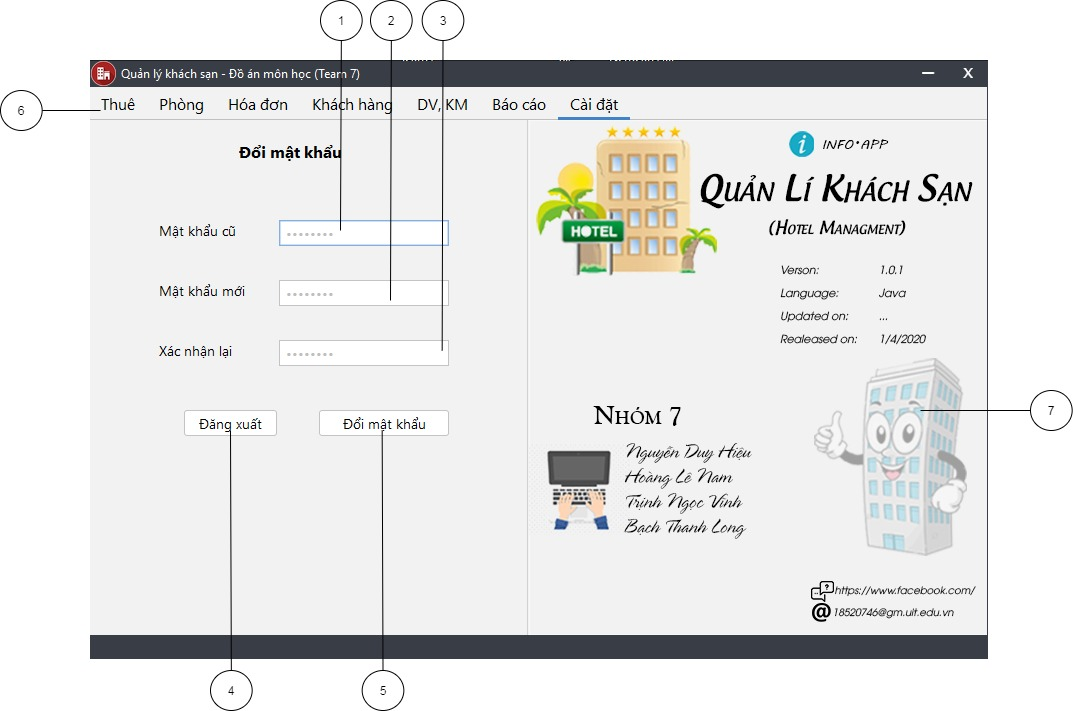 1 2 3
Quản lý khách sạn - Đồ án môn học (Team 7)
X
6
Thuê Phòng Hóa đơn Khách hàng DV, KM Báo cáo Cài đặt
Đổi mật khẩu
Mật khẩu cũ
Mật khẩu mới
Xác nhận lại
Đăng xuất Đổi mật khẩu
i INFO•APP
QUẢN LÍ KHÁCH SẠN
(HOTEL MANAGMENT)
HOTEL
Verson: 1.0.1
Language: Java
Updated on: ...
Realeased on: 1/4/2020
7
NHÓM 7
Nguyễn Duy Hiệu
Hoàng Lê Nam
Trịnh Ngọc Vinh
Bạch Thanh Long
https://www.facebook.com/
@ 18520746@gm.uit.edu.vn
4 5